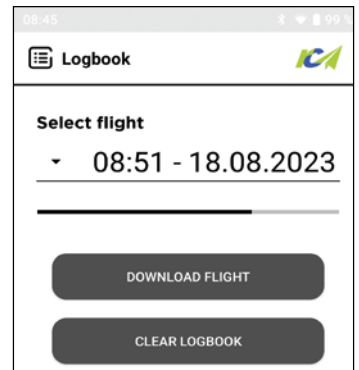 08:45 99 %
Logbook
Select flight
08:51 - 18.08.2023
DOWNLOAD FLIGHT
CLEAR LOGBOOK